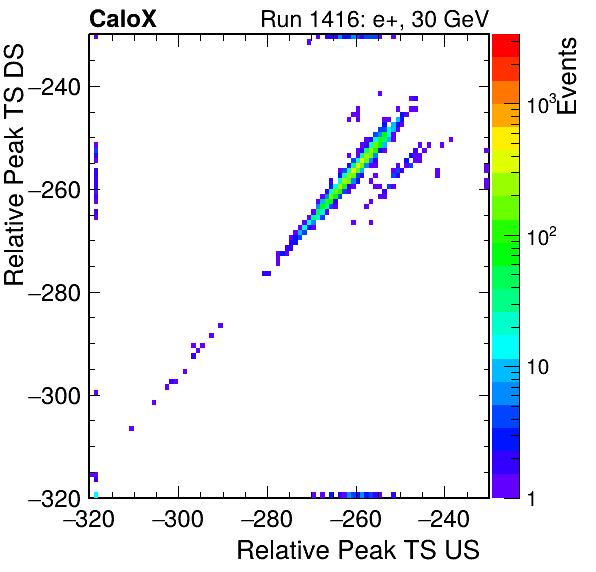 CaloX Run 1416: e+, 30 GeV
Relative Peak TS DS
Events
−240
−260
−280
−300
−320
10³
10²
10
1
−320 −300 −280 −260 −240
Relative Peak TS US